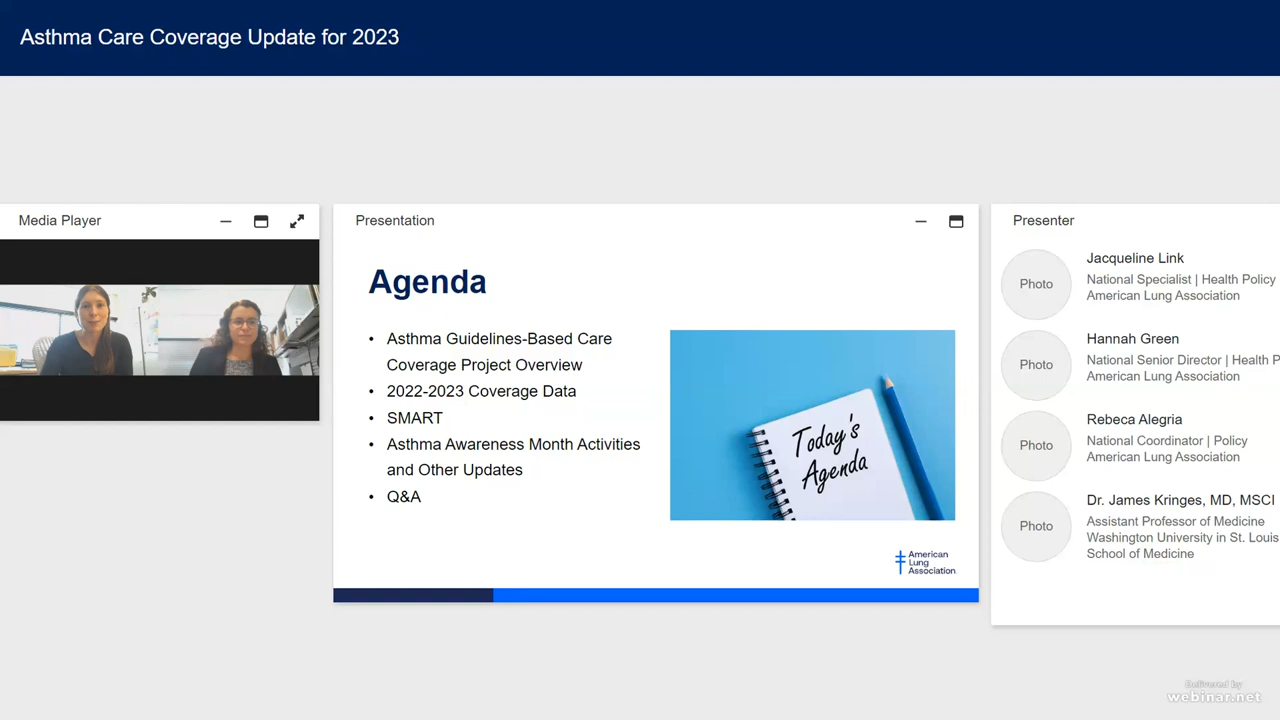 Asthma Care Coverage Update for 2023
Media Player
Presentation
Agenda
• Asthma Guidelines-Based Care
Coverage Project Overview
• 2022-2023 Coverage Data
• SMART
• Asthma Awareness Month Activities
and Other Updates
• Q&A
Today's
Agenda
American
Lung
Association.
Presenter
Photo
Jacqueline Link
National Specialist | Health Policy
American Lung Association
Photo
Hannah Green
National Senior Director | Health P
American Lung Association
Photo
Rebeca Alegria
National Coordinator | Policy
American Lung Association
Photo
Dr. James Kringes, MD, MSCI
Assistant Professor of Medicine
Washington University in St. Louis
School of Medicine
Delivered by
webinar.net